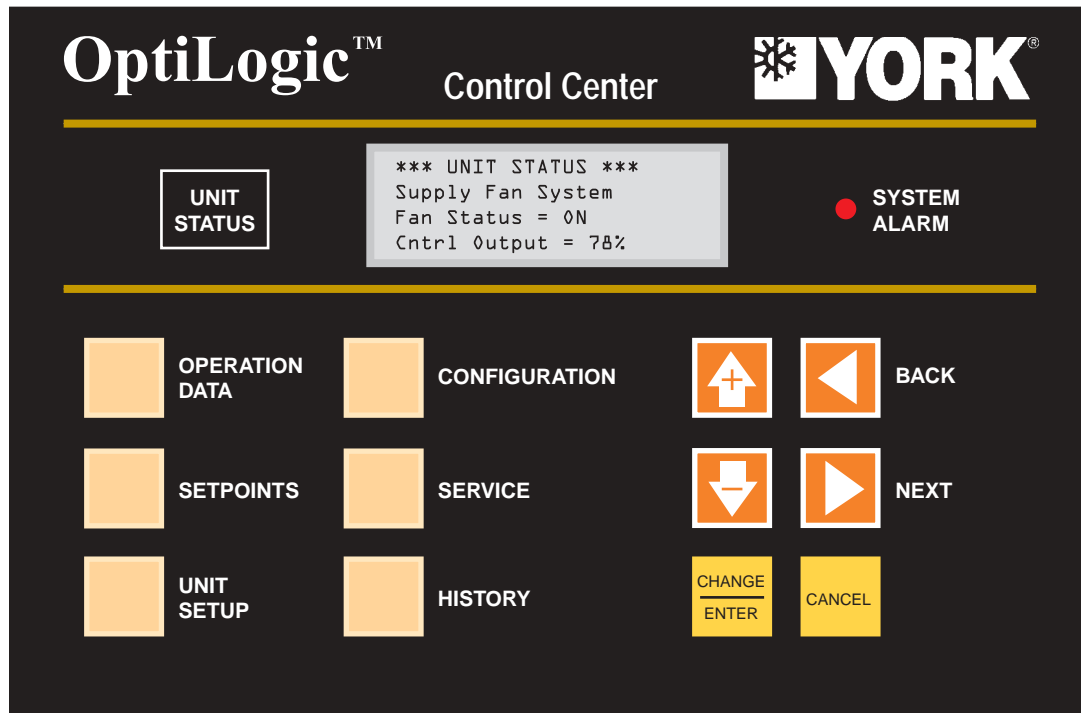 OptiLogic™
Control Center
YORK®
UNIT
STATUS
*** UNIT STATUS ***
Supply Fan System
Fan Status = ON
Cntrl Output = 78%
SYSTEM
ALARM
OPERATION
DATA
CONFIGURATION
+
BACK
SETPOINTS
SERVICE
−
NEXT
UNIT
SETUP
HISTORY
CHANGE
ENTER
CANCEL